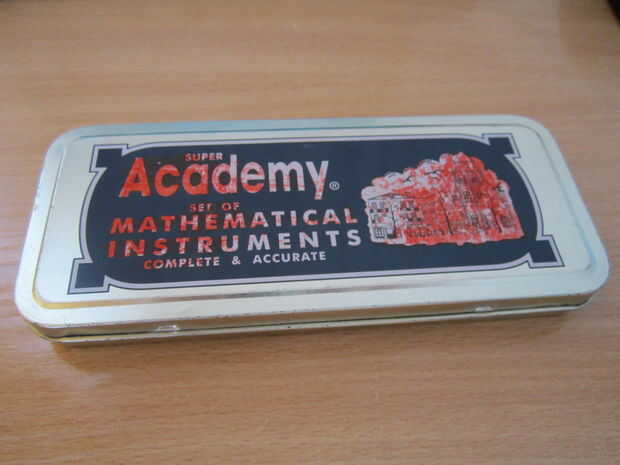 SUPER
Academy®
SET OF
MATHEMATICAL
INSTRUMENTS
COMPLETE & ACCURATE